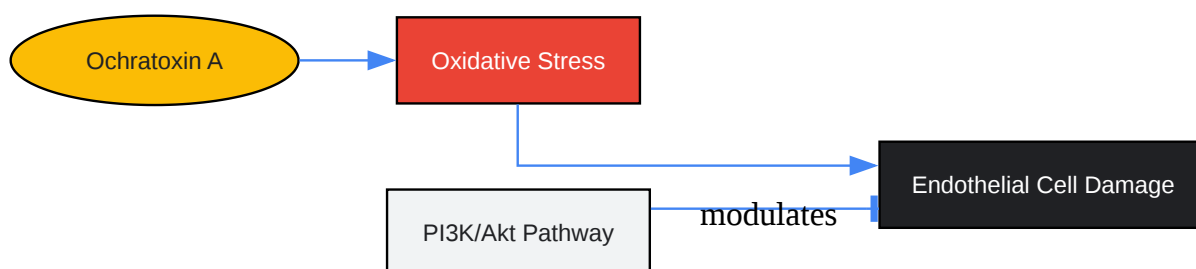 Ochratoxin A
Oxidative Stress
Endothelial Cell Damage
modulates
PI3K/Akt Pathway